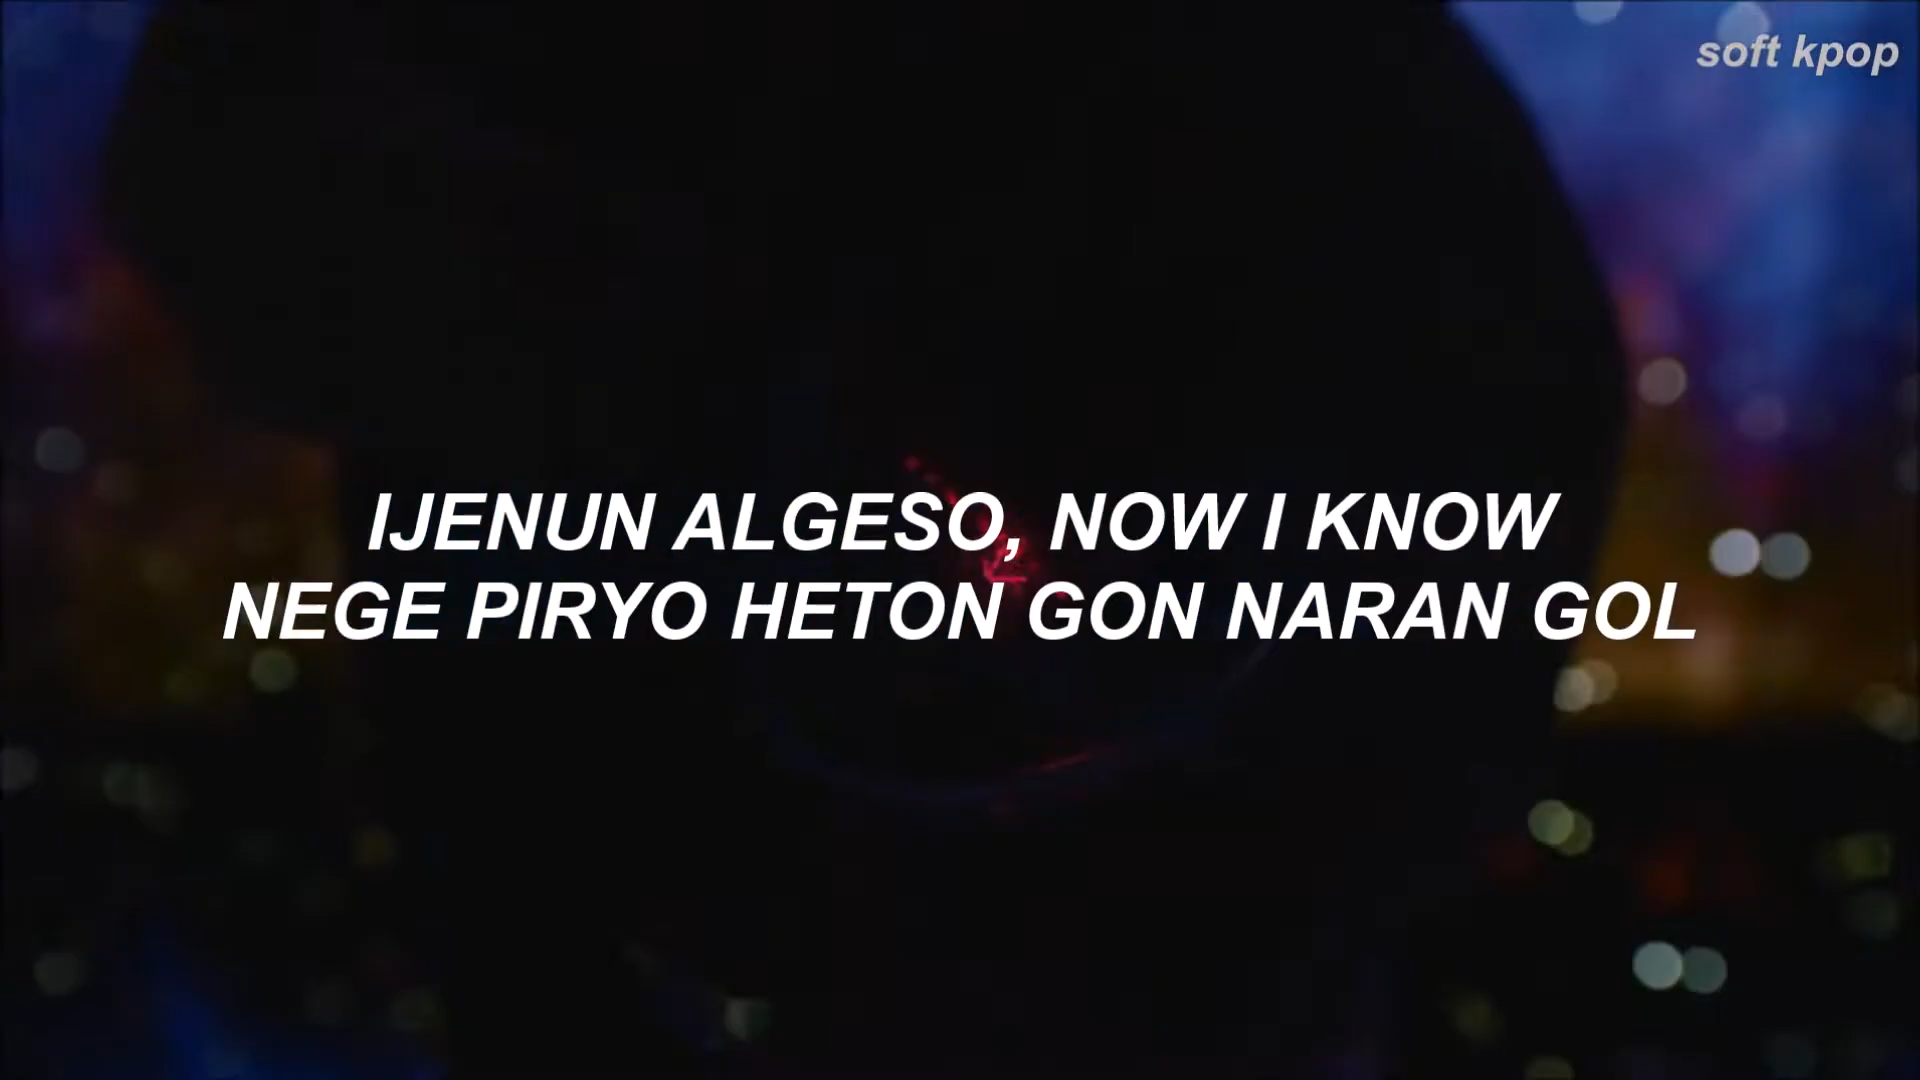 soft kpop
IJENUN ALGESO, NOW I KNOW
NEGE PIRYO HETON GON NARAN GOL